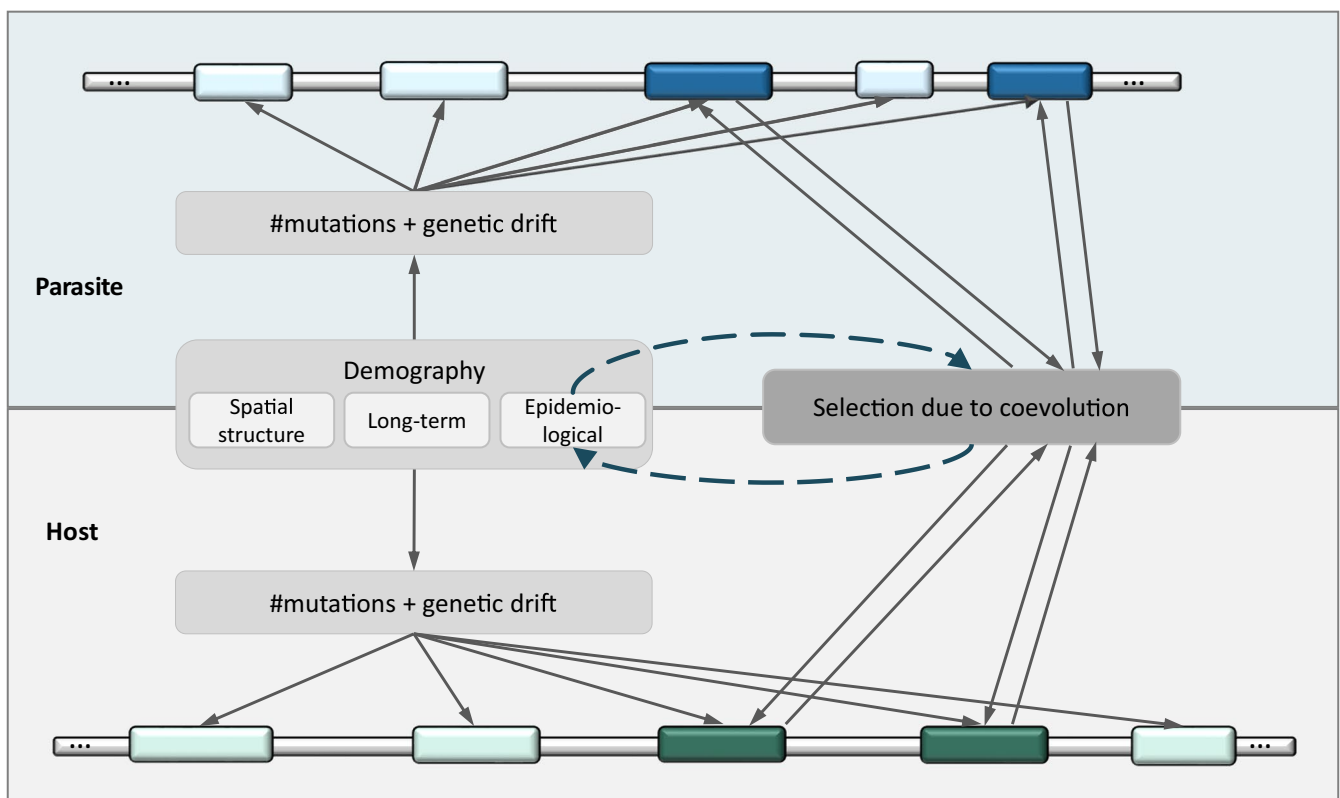 ... ...
#mutations + genetic drift
Parasite
Demography
Spatial
structure
Long-term
Epidemio-
logical
Selection due to coevolution
Host
#mutations + genetic drift
... ...